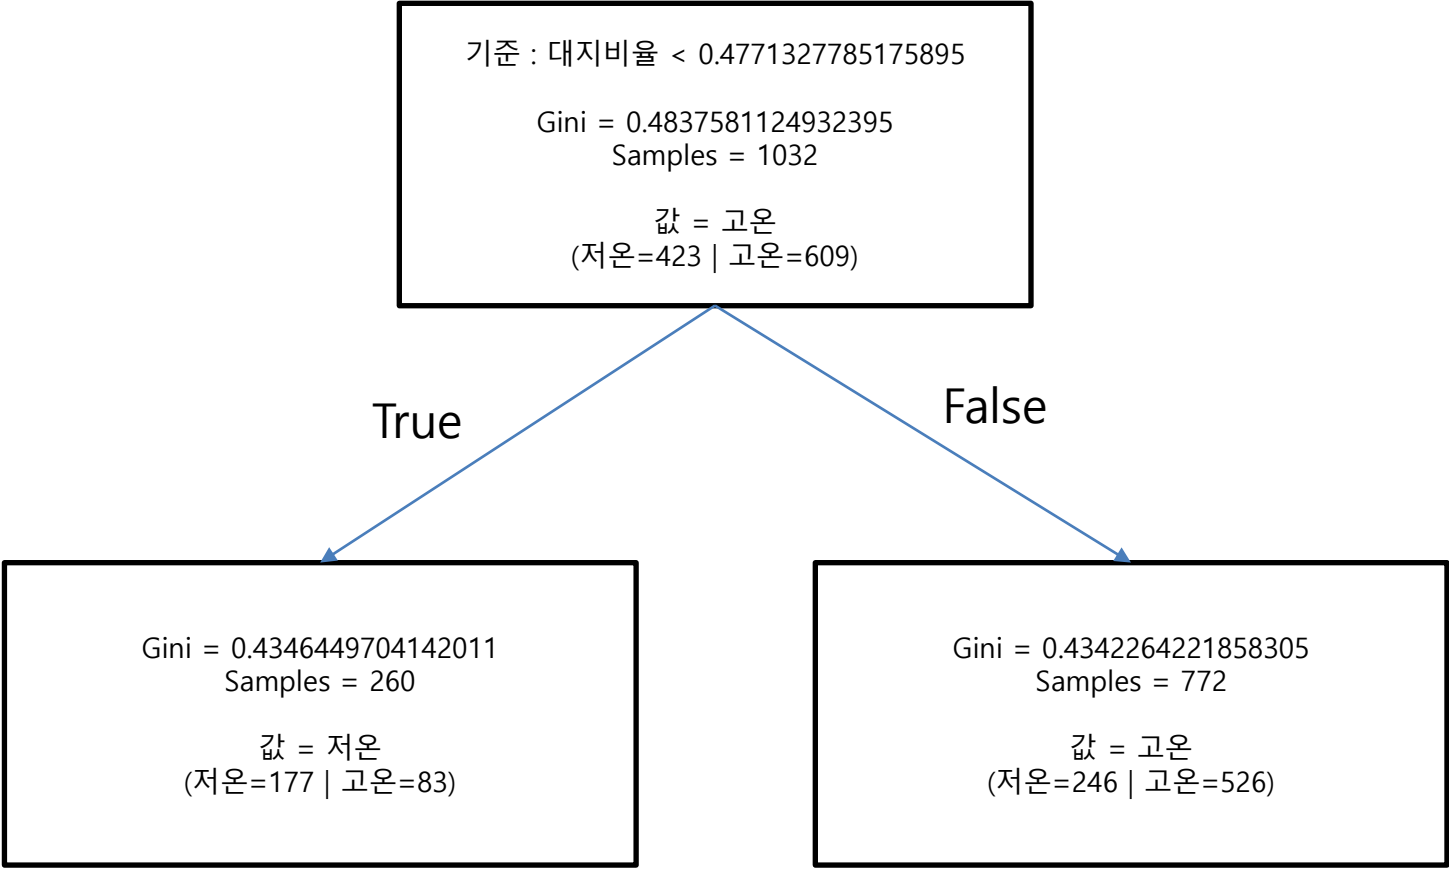 기준 : 대지비율 < 0.4771327785175895
Gini = 0.4837581124932395
Samples = 1032
값 = 고온
(저온=423 | 고온=609)
True
False
Gini = 0.4346449704142011
Samples = 260
값 = 저온
(저온=177 | 고온=83)
Gini = 0.4342264221858305
Samples = 772
값 = 고온
(저온=246 | 고온=526)